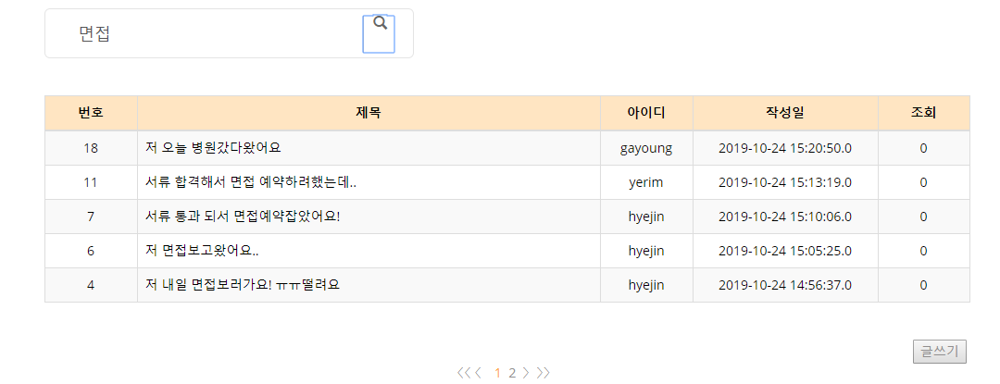 면접
번호 제목 아이디 작성일 조회
18 저 오늘 병원갔다왔어요 gayoung 2019-10-24 15:20:50.0 0
11 서류 합격해서 면접 예약하려했는데.. yerim 2019-10-24 15:13:19.0 0
7 서류 통과 되서 면접예약잡았어요! hyejin 2019-10-24 15:10:06.0 0
6 저 면접보고왔어요.. hyejin 2019-10-24 15:05:25.0 0
4 저 내일 면접보러가요! ㅠㅠ떨려요 hyejin 2019-10-24 14:56:37.0 0
글쓰기
《 〈 1 2 〉 》